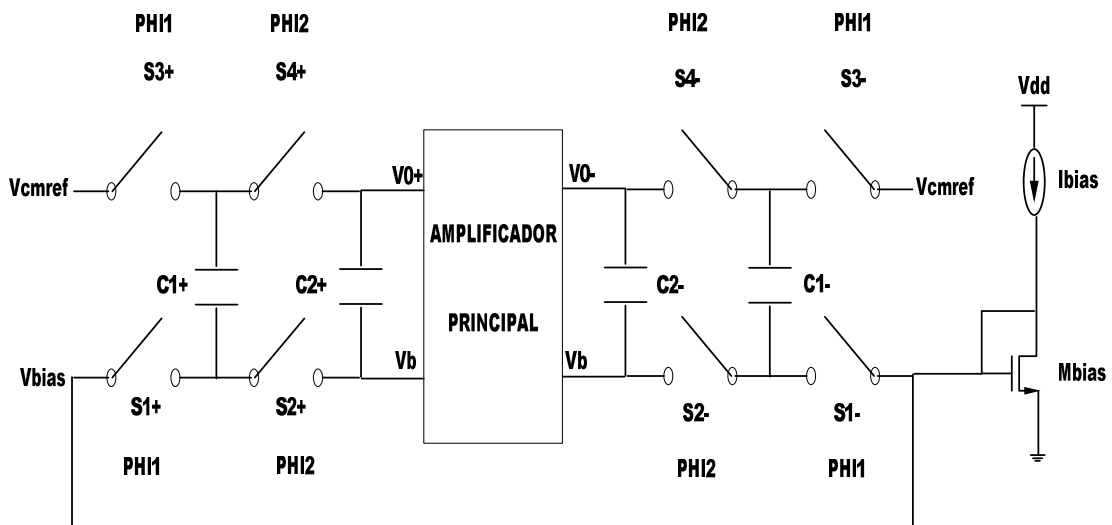 PHI1 PHI2 PHI2 PHI1
S3+ S4+ S4- S3-
Vdd
Vcmref V0+ V0- Vcmref Ibias
AMPLIFICADOR
C1+ C2+ C2- C1-
PRINCIPAL
Vbias Vb Vb Mbias
S1+ S2+ S2- S1-
PHI1 PHI2 PHI2 PHI1